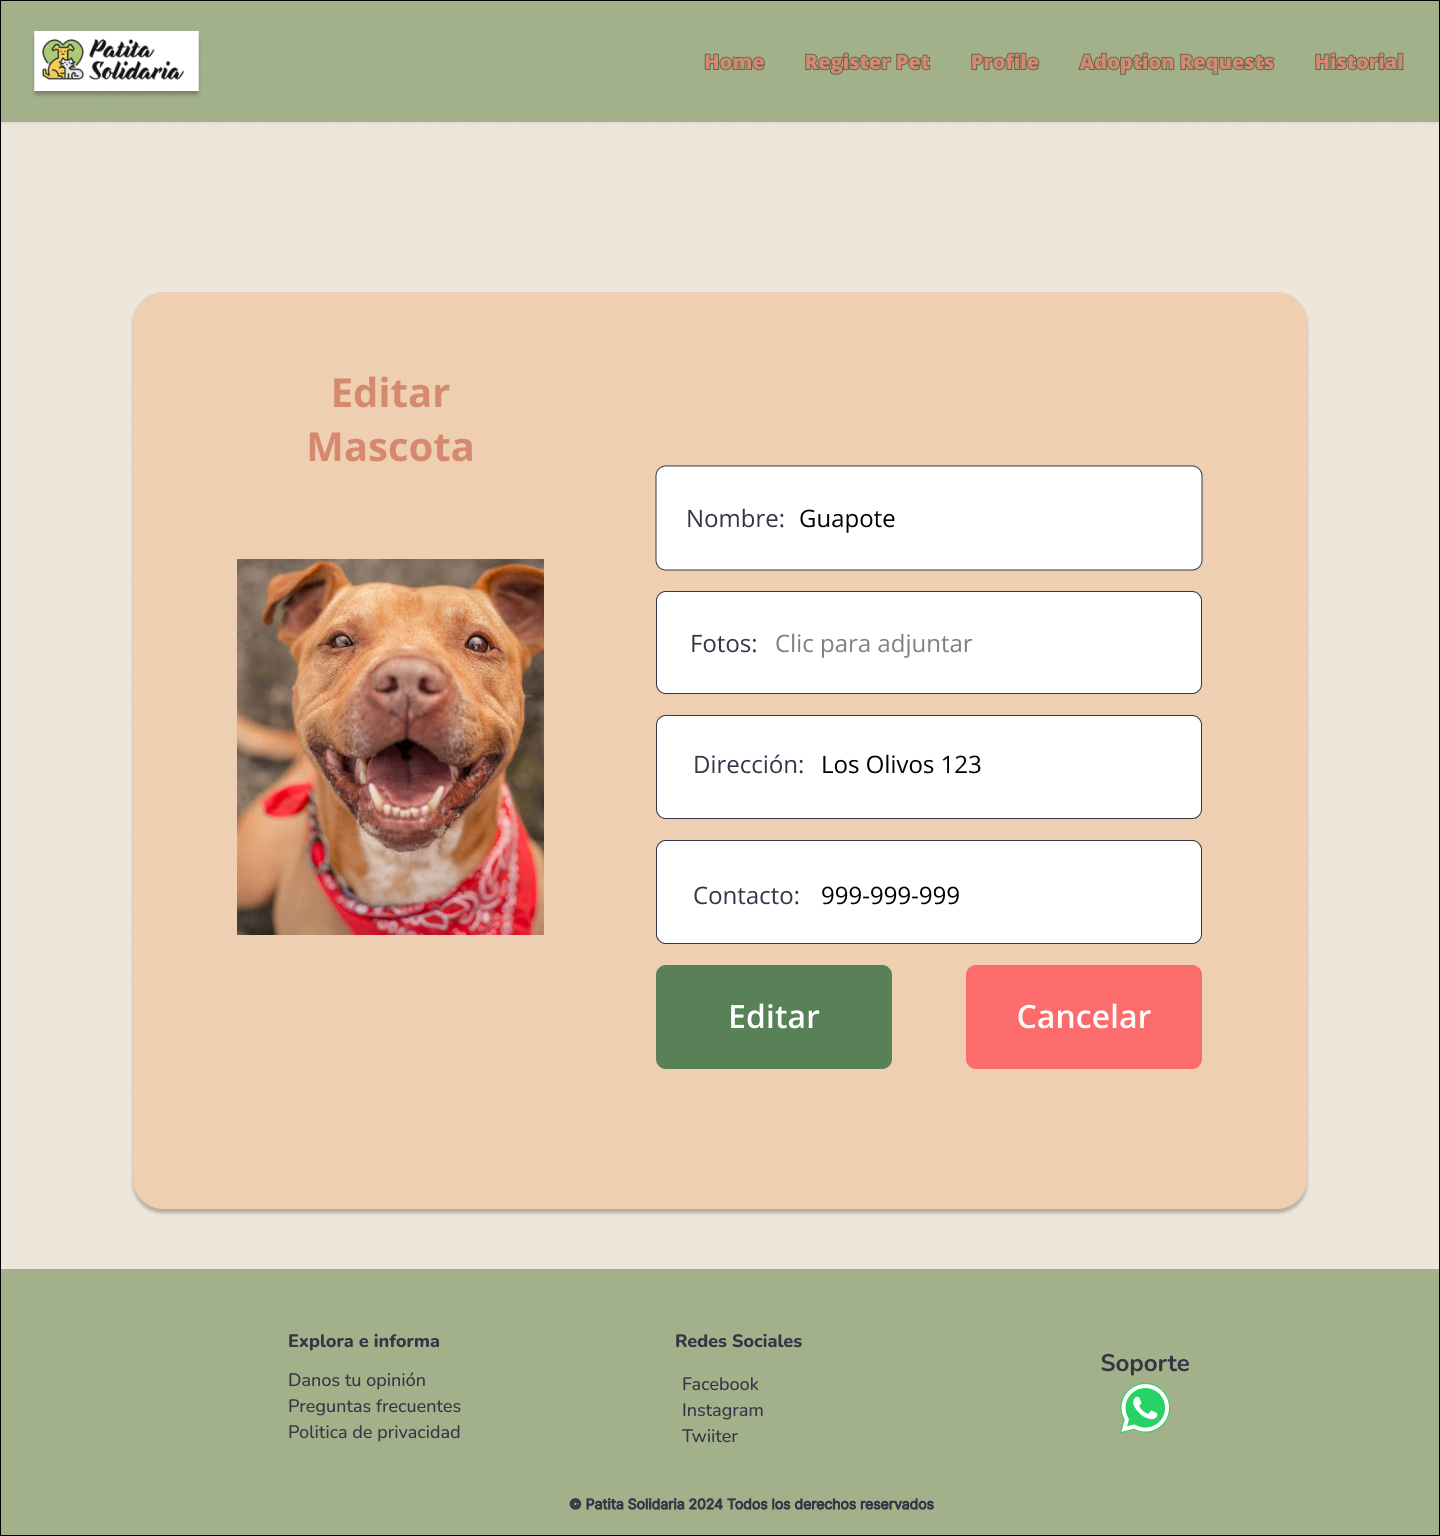 Patita
Solidaria
Home Register Pet Profile Adoption Requests Historial
Editar
Mascota
Nombre: Guapote
Fotos: Clic para adjuntar
Dirección: Los Olivos 123
Contacto: 999-999-999
Editar Cancelar
Explora e informa
Danos tu opinión
Preguntas frecuentes
Politica de privacidad
Redes Sociales
Facebook
Instagram
Twiiter
Soporte
© Patita Solidaria 2024 Todos los derechos reservados